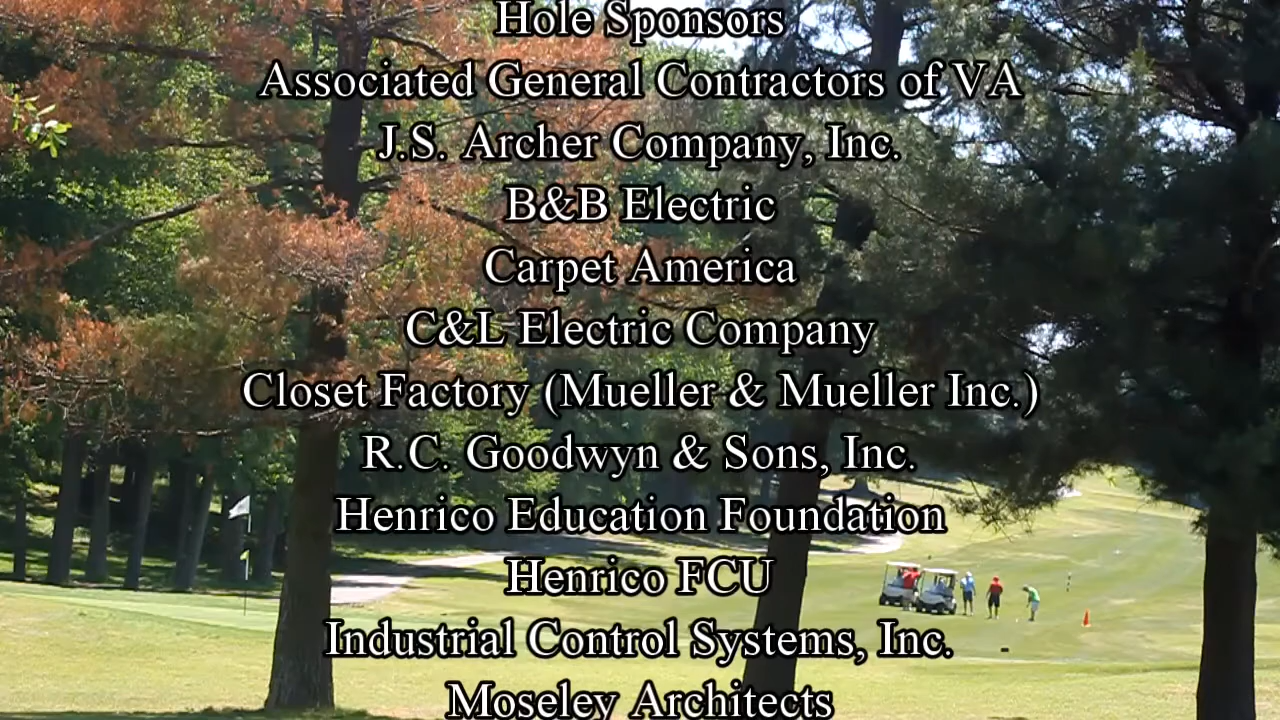 Hole Sponsors
Associated General Contractors of VA
J.S. Archer Company, Inc.
B&B Electric
Carpet America
C&L Electric Company
Closet Factory (Mueller & Mueller Inc.)
R.C. Goodwyn & Sons, Inc.
Henrico Education Foundation
Henrico FCU
Industrial Control Systems, Inc.
Moseley Architects